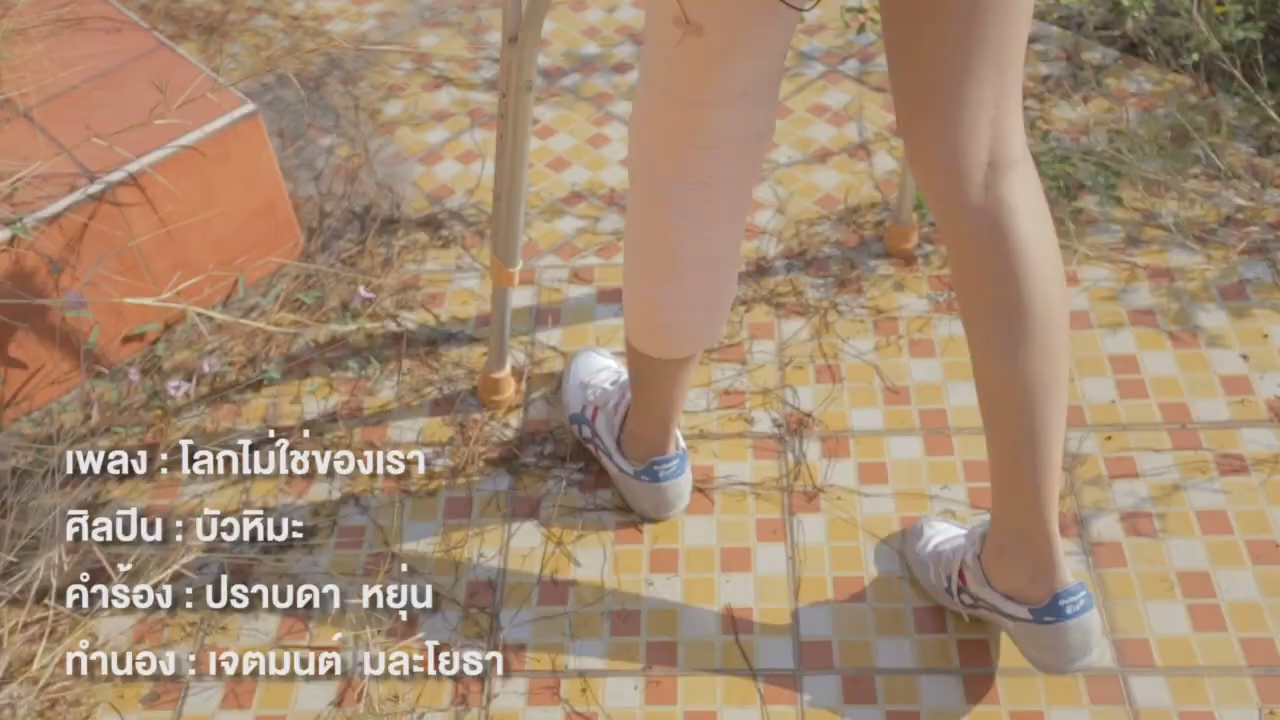 เพลง : โลกไม่ใช่ของเรา
ศิลปิน : บัวหิมะ
คำร้อง : ปราบดา หยุ่น
ทำนอง : เจตมนต์ มละโยธา